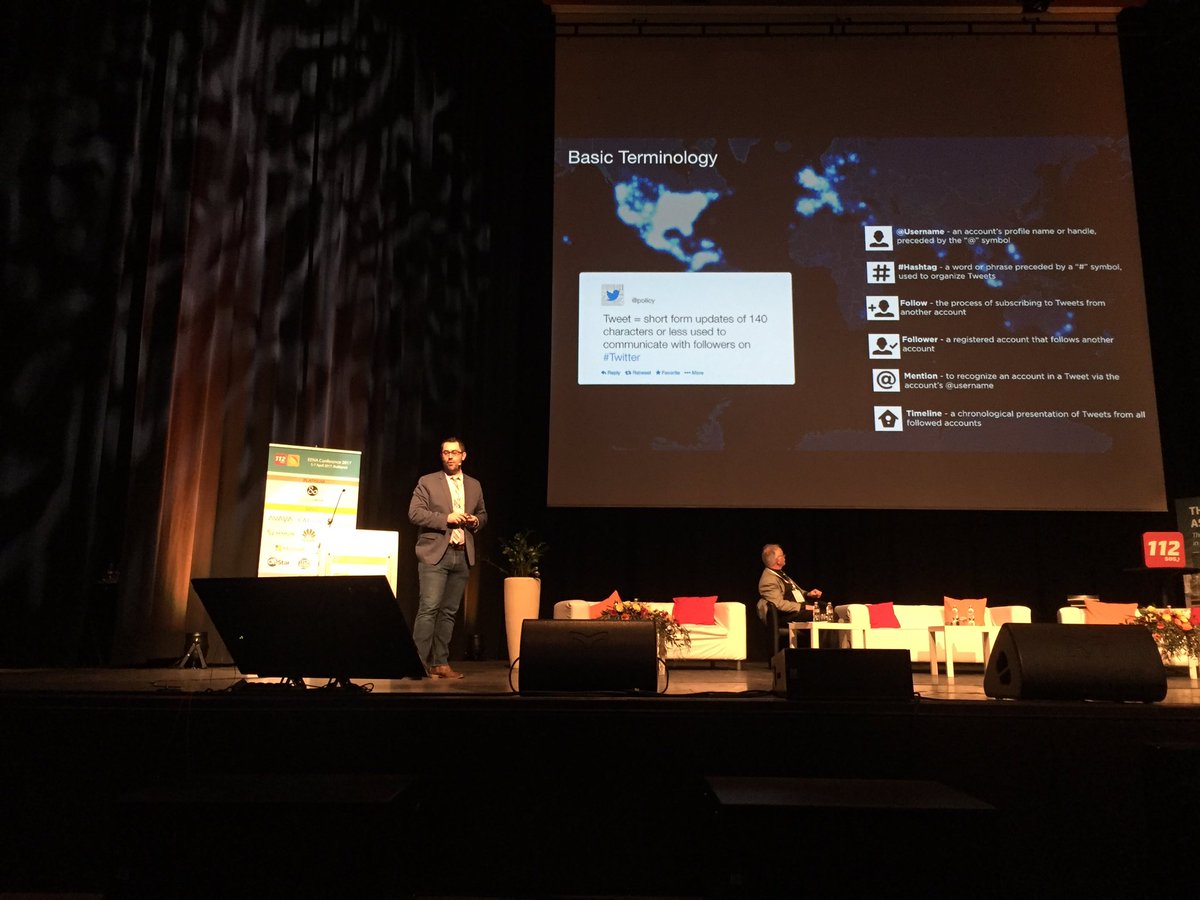 Basic Terminology
@policy
Tweet = short form updates of 140
characters or less used to
communicate with followers on
#Twitter
Reply Retweet Favorite More
@Username - an account's profile name or handle,
preceded by the "@" symbol
#
#Hashtag - a word or phrase preceded by a "#" symbol,
used to organize Tweets
Follow - the process of subscribing to Tweets from
another account
Follower - a registered account that follows another
account
@
Mention - to recognize an account in a Tweet via the
account's @username
Timeline - a chronological presentation of Tweets from all
followed accounts
112
EENA Conference 2017
112